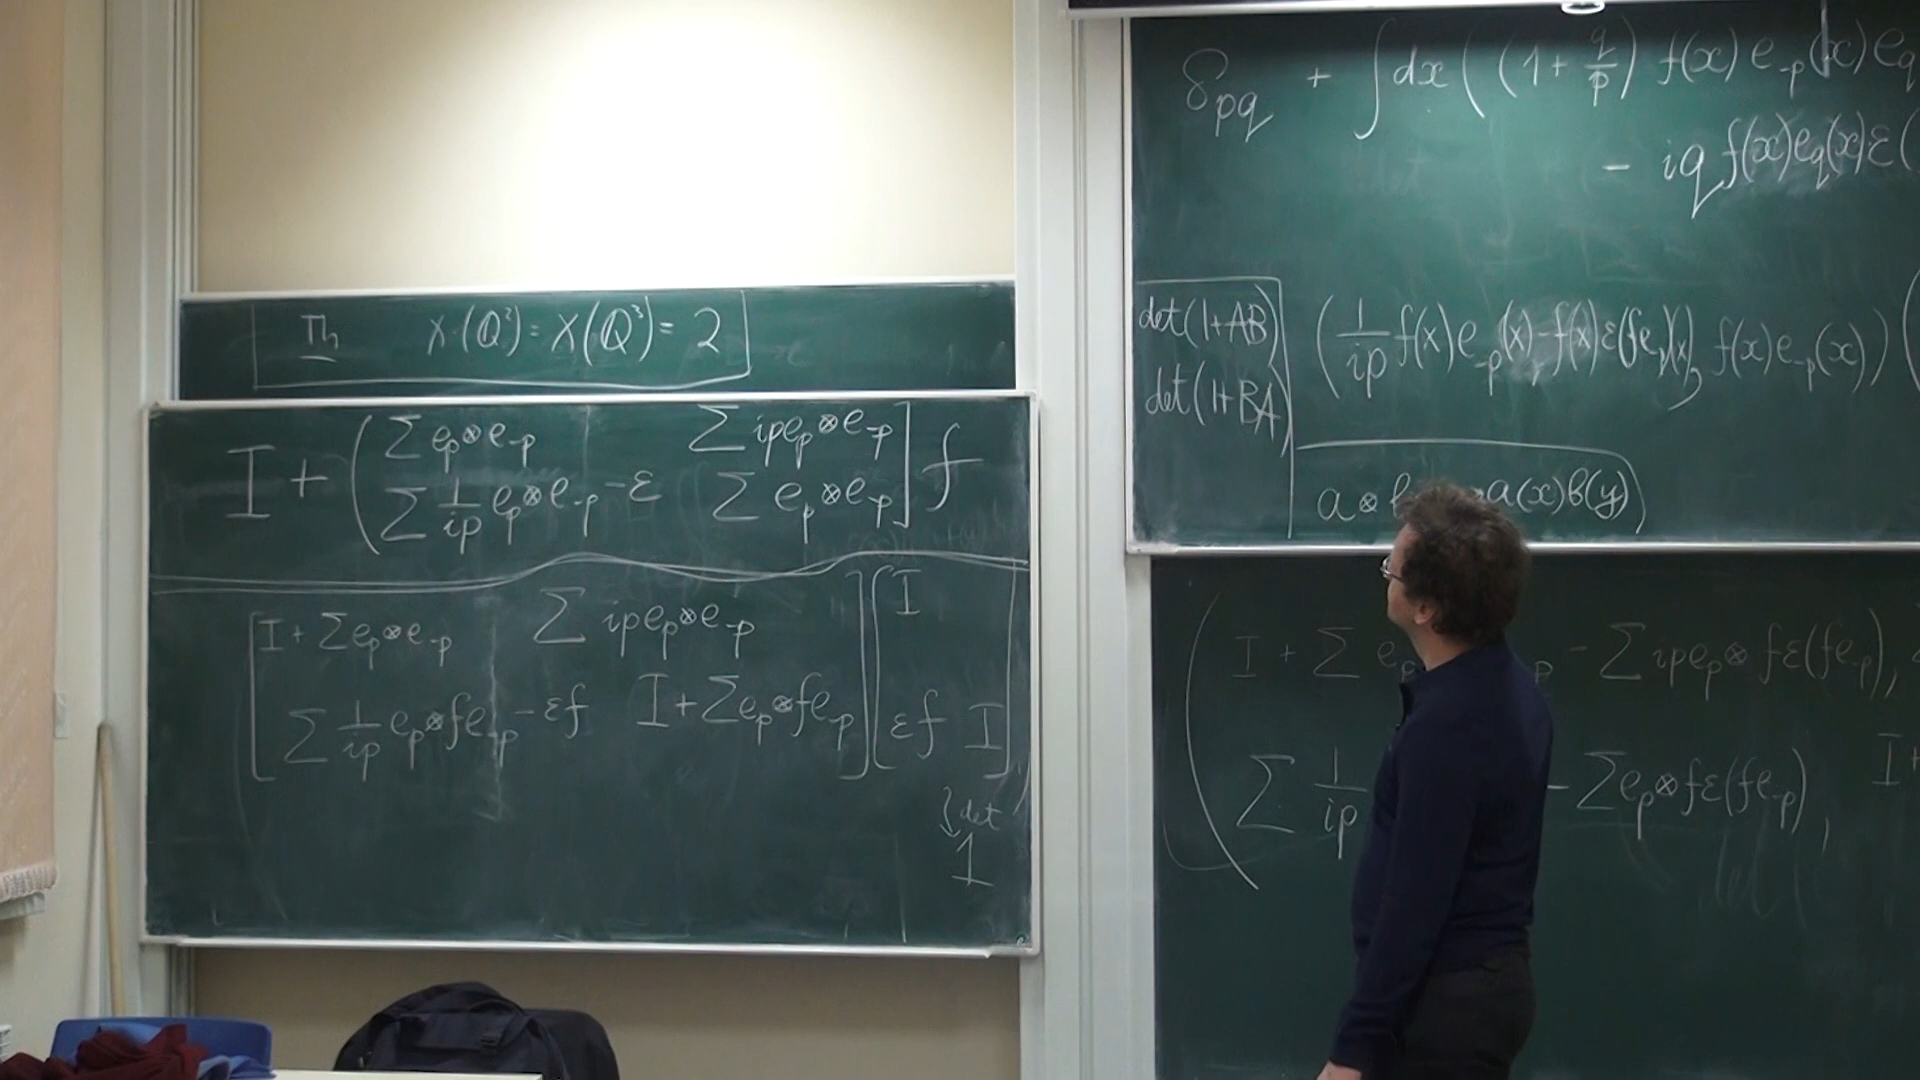 Th χ(Q²) = χ(Q³) = 2
I + ( Σ e_p⊗e_-p Σ ip e_p⊗e_-p ] f
Σ 1/ip e_p⊗e_-p - ε Σ e_p⊗e_-p
[ I + Σ e_p⊗e_-p Σ ip e_p⊗e_-p ] [ I
Σ 1/ip e_p⊗fe_-p - εf I + Σ e_p⊗fe_-p ] [ εf I ]
det
1
δ_pq + ∫dx ( (1 + q/p) f(x) e_-p(x) e_q
- iq f(x) e_q(x) ε(
det(1+AB)
det(1+BA)
( 1/ip f(x) e_-p(x) - f(x) ε(fe_-p)(x), f(x) e_-p(x) ) (
a⊗b a(x)b(y)
( I + Σ e_p - Σ ip e_p⊗fε(fe_-p),
Σ 1/ip - Σ e_p⊗fε(fe_-p), I+